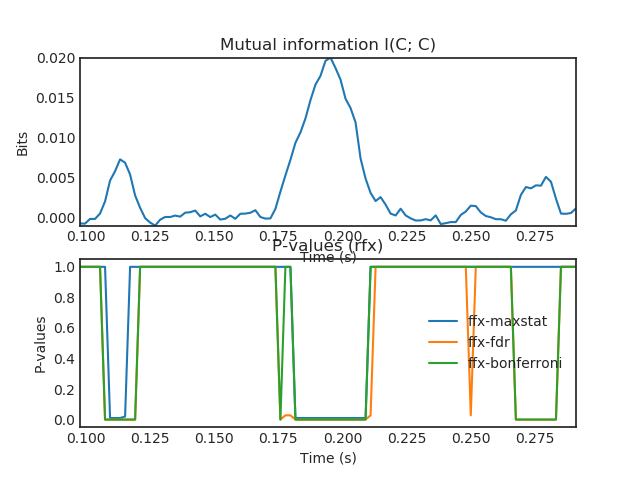 Mutual information I(C; C)
0.020
0.015
0.010
0.005
0.000
Bits
0.100 0.125 0.150 0.175 0.200 0.225 0.250 0.275
Time (s)
P-values (rfx)
1.0
0.8
0.6
0.4
0.2
0.0
P-values
ffx-maxstat
ffx-fdr
ffx-bonferroni
0.100 0.125 0.150 0.175 0.200 0.225 0.250 0.275
Time (s)